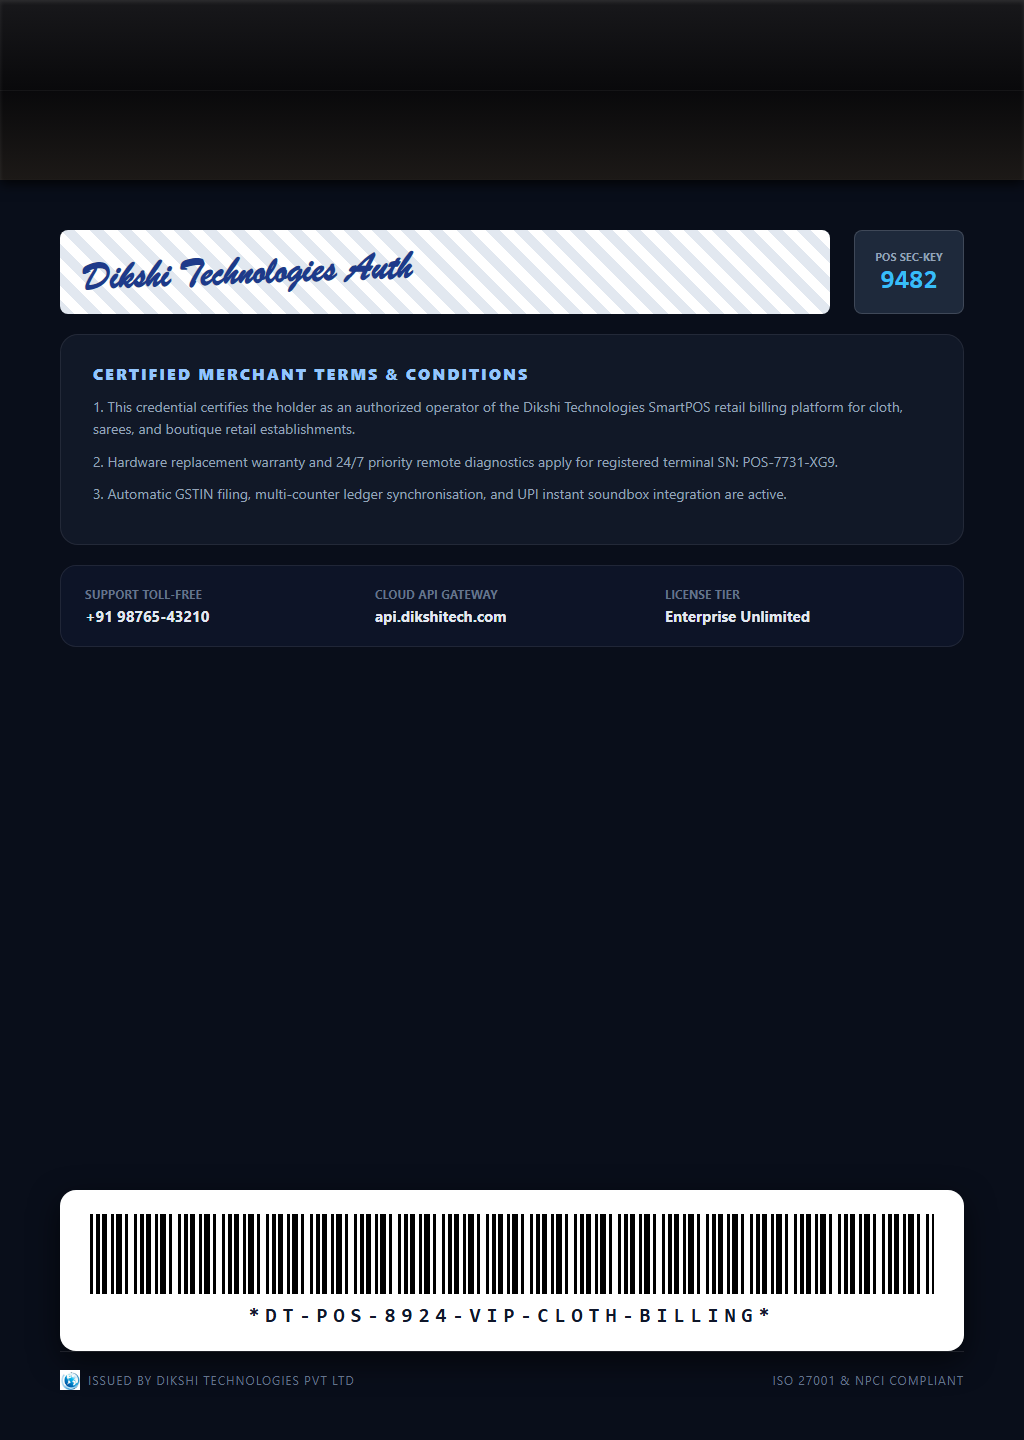 Dikshi Technologies Auth
POS SEC-KEY
9482
CERTIFIED MERCHANT TERMS & CONDITIONS
1. This credential certifies the holder as an authorized operator of the Dikshi Technologies SmartPOS retail billing platform for cloth,
sarees, and boutique retail establishments.
2. Hardware replacement warranty and 24/7 priority remote diagnostics apply for registered terminal SN: POS-7731-XG9.
3. Automatic GSTIN filing, multi-counter ledger synchronisation, and UPI instant soundbox integration are active.
SUPPORT TOLL-FREE
+91 98765-43210
CLOUD API GATEWAY
api.dikshitech.com
LICENSE TIER
Enterprise Unlimited
*DT-POS-8924-VIP-CLOTH-BILLING*
ISSUED BY DIKSHI TECHNOLOGIES PVT LTD
ISO 27001 & NPCI COMPLIANT